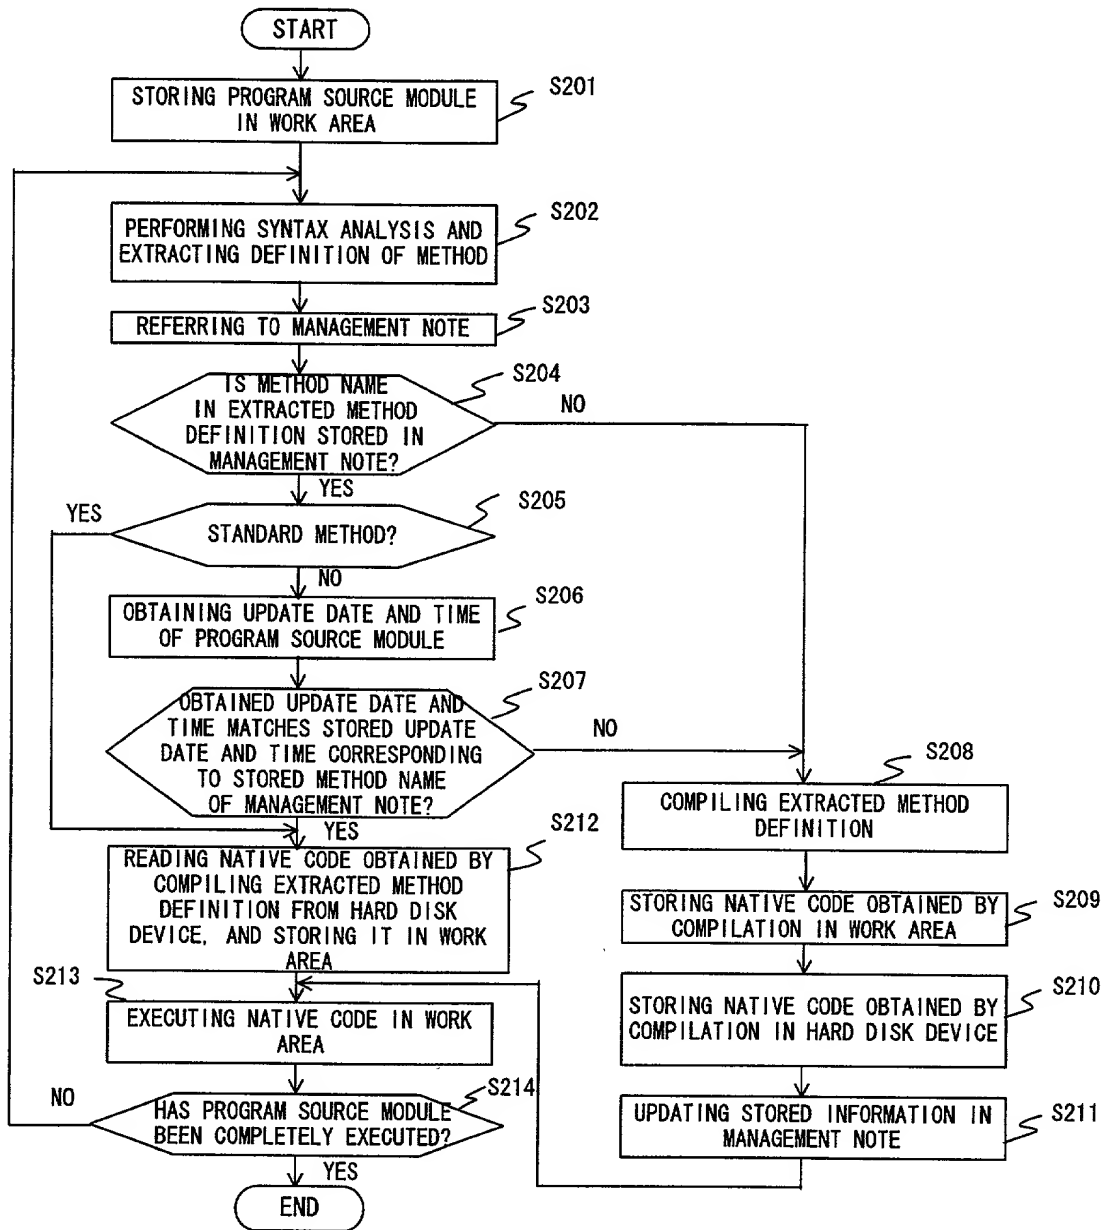 START
S201
STORING PROGRAM SOURCE MODULE
IN WORK AREA
S202
PERFORMING SYNTAX ANALYSIS AND
EXTRACTING DEFINITION OF METHOD
S203
REFERRING TO MANAGEMENT NOTE
S204
IS METHOD NAME
IN EXTRACTED METHOD
DEFINITION STORED IN
MANAGEMENT NOTE?
NO
YES
S205
YES
STANDARD METHOD?
NO
S206
OBTAINING UPDATE DATE AND TIME
OF PROGRAM SOURCE MODULE
S207
OBTAINED UPDATE DATE AND
TIME MATCHES STORED UPDATE
DATE AND TIME CORRESPONDING
TO STORED METHOD NAME
OF MANAGEMENT NOTE?
NO
YES
S208
COMPILING EXTRACTED METHOD
DEFINITION
S212
READING NATIVE CODE OBTAINED BY
COMPILING EXTRACTED METHOD
DEFINITION FROM HARD DISK
DEVICE, AND STORING IT IN WORK
AREA
S209
STORING NATIVE CODE OBTAINED BY
COMPILATION IN WORK AREA
S210
STORING NATIVE CODE OBTAINED BY
COMPILATION IN HARD DISK DEVICE
S213
EXECUTING NATIVE CODE IN WORK
AREA
S214
NO
HAS PROGRAM SOURCE MODULE
BEEN COMPLETELY EXECUTED?
YES
S211
UPDATING STORED INFORMATION IN
MANAGEMENT NOTE
END